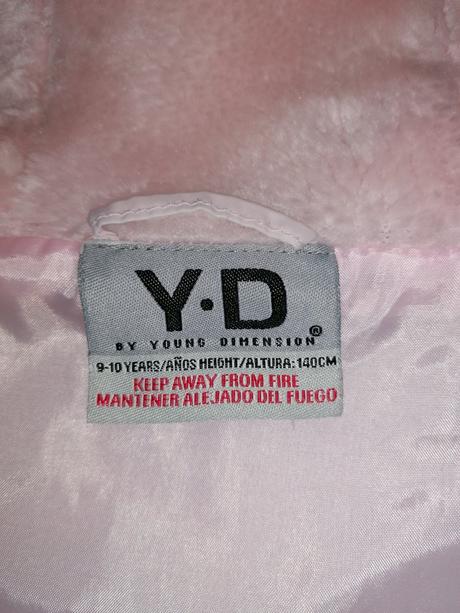 Y·D
BY YOUNG DIMENSION®
9-10 YEARS/AÑOS HEIGHT/ALTURA: 140CM
KEEP AWAY FROM FIRE
MANTENER ALEJADO DEL FUEGO